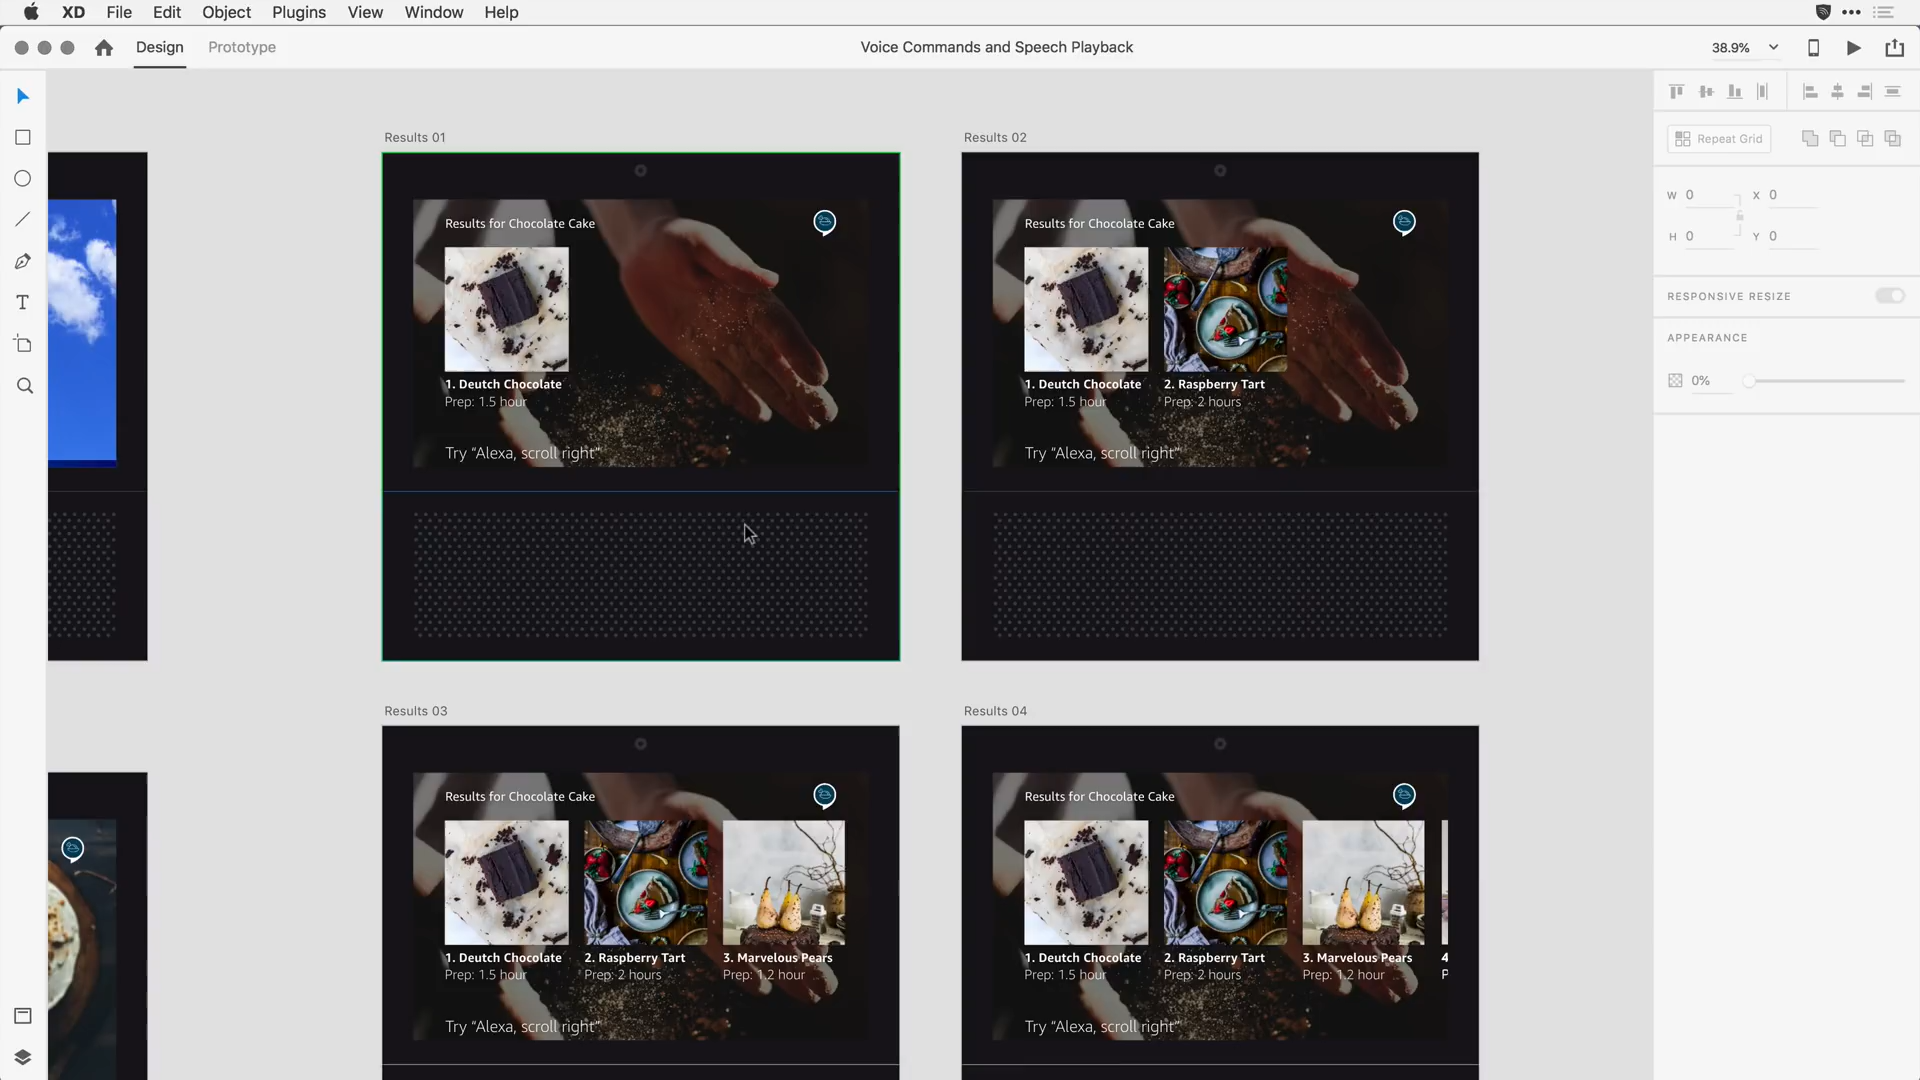 XD File Edit Object Plugins View Window Help
Design Prototype Voice Commands and Speech Playback 38.9%
Results 01 Results 02
Repeat Grid
W 0 X 0
H 0 Y 0
RESPONSIVE RESIZE
APPEARANCE
0%
Results for Chocolate Cake
1. Deutch Chocolate
Prep: 1.5 hour
Try “Alexa, scroll right”
Results for Chocolate Cake
1. Deutch Chocolate 2. Raspberry Tart
Prep: 1.5 hour Prep: 2 hours
Try “Alexa, scroll right”
Results 03 Results 04
Results for Chocolate Cake
1. Deutch Chocolate 2. Raspberry Tart 3. Marvelous Pears
Prep: 1.5 hour Prep: 2 hours Prep: 1.2 hour
Try “Alexa, scroll right”
Results for Chocolate Cake
1. Deutch Chocolate 2. Raspberry Tart 3. Marvelous Pears 4
Prep: 1.5 hour Prep: 2 hours Prep: 1.2 hour P
Try “Alexa, scroll right”